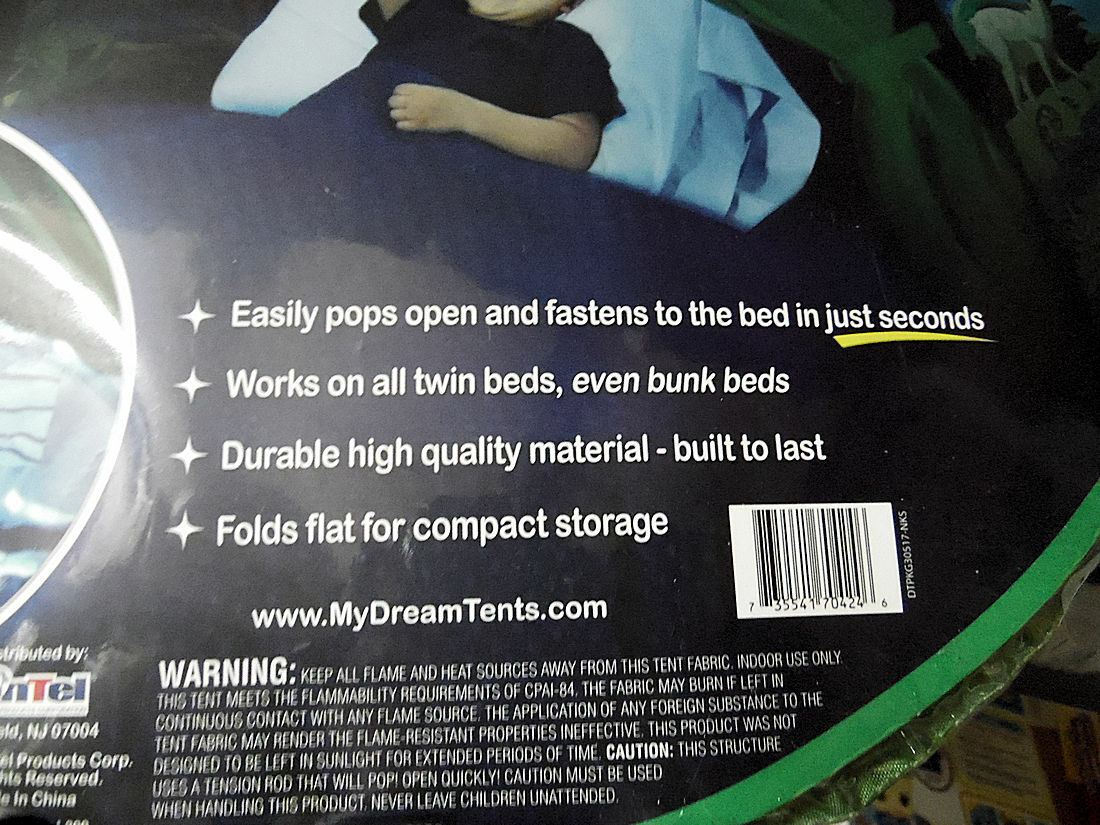 Easily pops open and fastens to the bed in just seconds
Works on all twin beds, even bunk beds
Durable high quality material - built to last
Folds flat for compact storage
www.MyDreamTents.com
7 35541 70424 6
DTPKG30517-NKS
WARNING: KEEP ALL FLAME AND HEAT SOURCES AWAY FROM THIS TENT FABRIC. INDOOR USE ONLY.
THIS TENT MEETS THE FLAMMABILITY REQUIREMENTS OF CPAI-84. THE FABRIC MAY BURN IF LEFT IN
CONTINUOUS CONTACT WITH ANY FLAME SOURCE. THE APPLICATION OF ANY FOREIGN SUBSTANCE TO THE
TENT FABRIC MAY RENDER THE FLAME-RESISTANT PROPERTIES INEFFECTIVE. THIS PRODUCT WAS NOT
DESIGNED TO BE LEFT IN SUNLIGHT FOR EXTENDED PERIODS OF TIME. CAUTION: THIS STRUCTURE
USES A TENSION ROD THAT WILL POP! OPEN QUICKLY! CAUTION MUST BE USED
WHEN HANDLING THIS PRODUCT. NEVER LEAVE CHILDREN UNATTENDED.
tributed by:
nTel
ld, NJ 07004
el Products Corp.
hts Reserved.
e In China